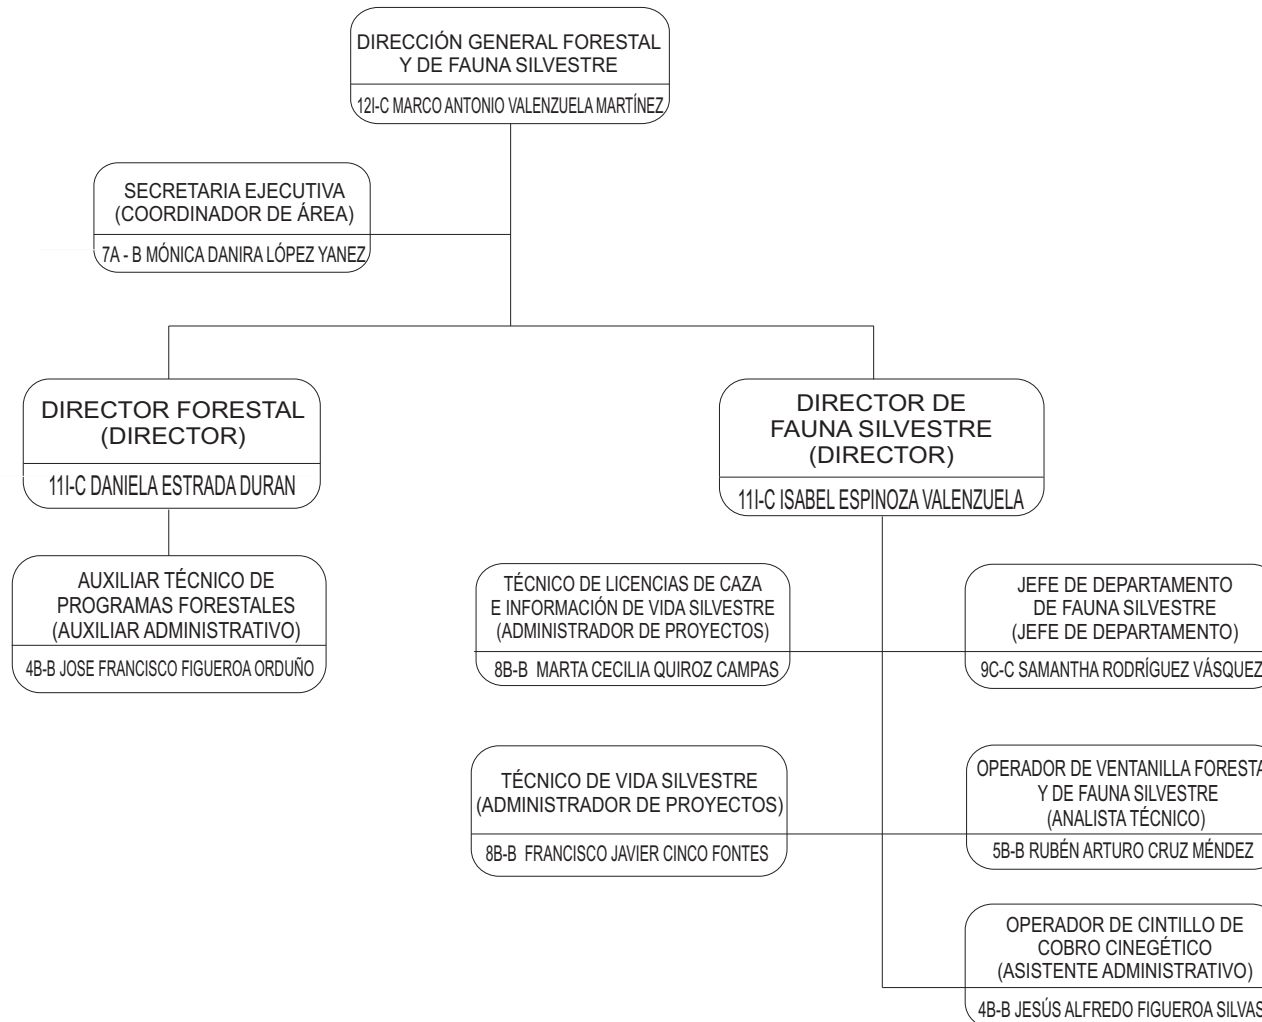 DIRECCIÓN GENERAL FORESTAL
Y DE FAUNA SILVESTRE
12I-C MARCO ANTONIO VALENZUELA MARTÍNEZ
SECRETARIA EJECUTIVA
(COORDINADOR DE ÁREA)
7A - B MÓNICA DANIRA LÓPEZ YANEZ
DIRECTOR FORESTAL
(DIRECTOR)
11I-C DANIELA ESTRADA DURAN
DIRECTOR DE
FAUNA SILVESTRE
(DIRECTOR)
11I-C ISABEL ESPINOZA VALENZUELA
AUXILIAR TÉCNICO DE
PROGRAMAS FORESTALES
(AUXILIAR ADMINISTRATIVO)
4B-B JOSE FRANCISCO FIGUEROA ORDUÑO
TÉCNICO DE LICENCIAS DE CAZA
E INFORMACIÓN DE VIDA SILVESTRE
(ADMINISTRADOR DE PROYECTOS)
8B-B MARTA CECILIA QUIROZ CAMPAS
JEFE DE DEPARTAMENTO
DE FAUNA SILVESTRE
(JEFE DE DEPARTAMENTO)
9C-C SAMANTHA RODRÍGUEZ VÁSQUEZ
TÉCNICO DE VIDA SILVESTRE
(ADMINISTRADOR DE PROYECTOS)
8B-B FRANCISCO JAVIER CINCO FONTES
OPERADOR DE VENTANILLA FORESTA
Y DE FAUNA SILVESTRE
(ANALISTA TÉCNICO)
5B-B RUBÉN ARTURO CRUZ MÉNDEZ
OPERADOR DE CINTILLO DE
COBRO CINEGÉTICO
(ASISTENTE ADMINISTRATIVO)
4B-B JESÚS ALFREDO FIGUEROA SILVAS